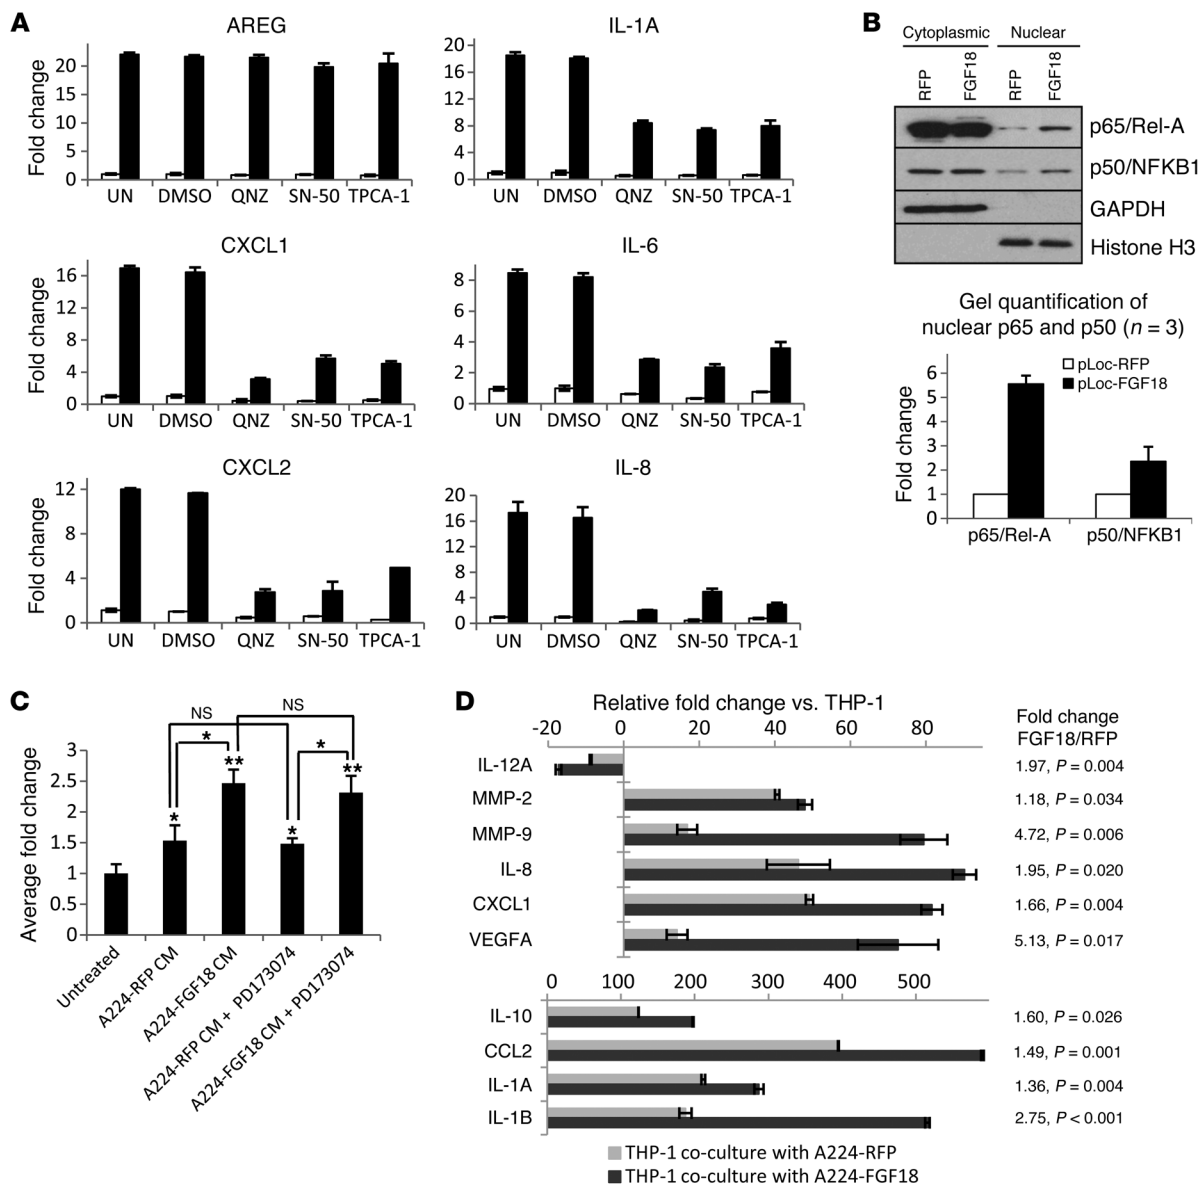 A
AREG
Fold change
20
15
10
5
0
UN DMSO QNZ SN-50 TPCA-1
IL-1A
20
16
12
8
4
0
UN DMSO QNZ SN-50 TPCA-1
CXCL1
Fold change
16
12
8
4
0
UN DMSO QNZ SN-50 TPCA-1
IL-6
8
6
4
2
0
UN DMSO QNZ SN-50 TPCA-1
CXCL2
Fold change
12
8
4
0
UN DMSO QNZ SN-50 TPCA-1
IL-8
20
16
12
8
4
0
UN DMSO QNZ SN-50 TPCA-1
B
Cytoplasmic Nuclear
RFP FGF18 RFP FGF18
p65/Rel-A
p50/NFKB1
GAPDH
Histone H3
Gel quantification of
nuclear p65 and p50 (n = 3)
pLoc-RFP
pLoc-FGF18
Fold change
6
5
4
3
2
1
0
p65/Rel-A p50/NFKB1
C
NS NS
* *
** **
* *
Average fold change
3
2.5
2
1.5
1
0.5
0
Untreated
A224-RFP CM
A224-FGF18 CM
A224-RFP CM + PD173074
A224-FGF18 CM + PD173074
D
Relative fold change vs. THP-1
-20 0 20 40 60 80
Fold change
FGF18/RFP
IL-12A 1.97, P = 0.004
MMP-2 1.18, P = 0.034
MMP-9 4.72, P = 0.006
IL-8 1.95, P = 0.020
CXCL1 1.66, P = 0.004
VEGFA 5.13, P = 0.017
0 100 200 300 400 500
IL-10 1.60, P = 0.026
CCL2 1.49, P = 0.001
IL-1A 1.36, P = 0.004
IL-1B 2.75, P < 0.001
THP-1 co-culture with A224-RFP
THP-1 co-culture with A224-FGF18